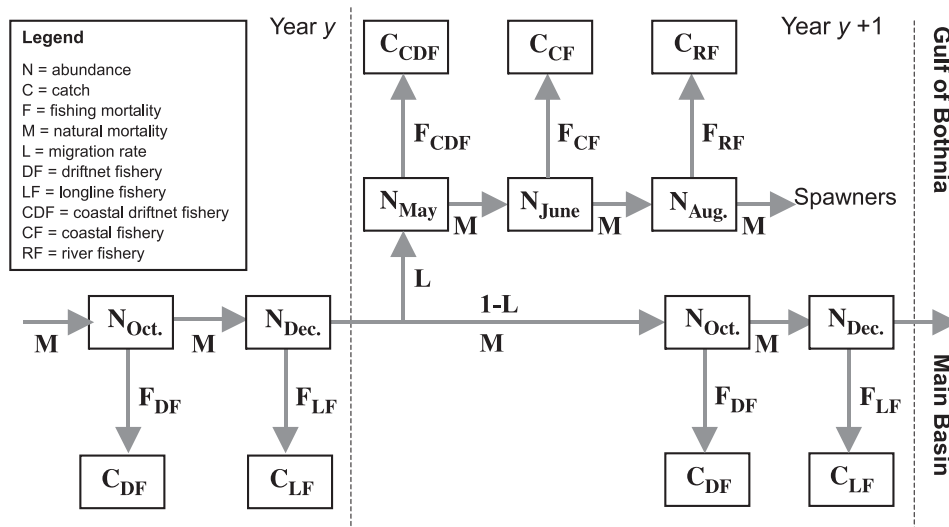 Legend
N = abundance
C = catch
F = fishing mortality
M = natural mortality
L = migration rate
DF = driftnet fishery
LF = longline fishery
CDF = coastal driftnet fishery
CF = coastal fishery
RF = river fishery
Year y
Year y +1
C_CDF
C_CF
C_RF
F_CDF
F_CF
F_RF
N_May
M
N_June
M
N_Aug.
M
Spawners
L
1-L
M
N_Oct.
M
N_Dec.
M
N_Oct.
M
N_Dec.
F_DF
F_LF
F_DF
F_LF
C_DF
C_LF
C_DF
C_LF
Gulf of Bothnia
Main Basin